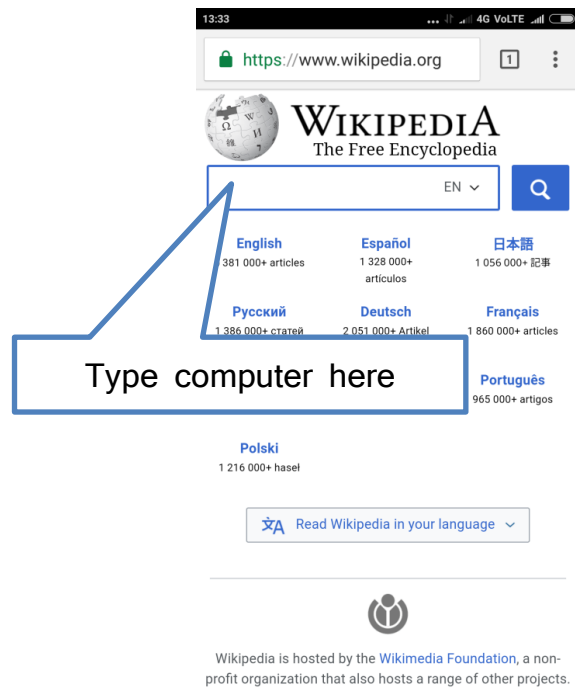 13:33 ... 4G VoLTE
https://www.wikipedia.org 1
WIKIPEDIA
The Free Encyclopedia
EN
English Español 日本語
381 000+ articles 1 328 000+ 1 056 000+ 記事
artículos
Русский Deutsch Français
1 386 000+ статей 2 051 000+ Artikel 1 860 000+ articles
Type computer here
Português
965 000+ artigos
Polski
1 216 000+ haseł
Read Wikipedia in your language
Wikipedia is hosted by the Wikimedia Foundation, a non-
profit organization that also hosts a range of other projects.